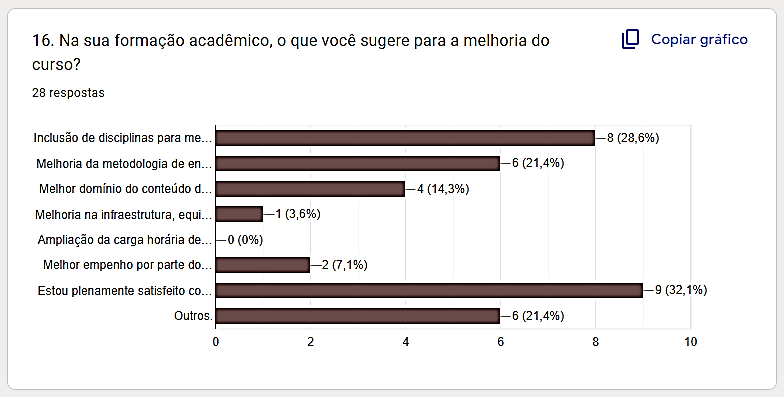 16. Na sua formação acadêmico, o que você sugere para a melhoria do
curso?
Copiar gráfico
28 respostas
Inclusão de disciplinas para me... 8 (28,6%)
Melhoria da metodologia de en... 6 (21,4%)
Melhor domínio do conteúdo d... 4 (14,3%)
Melhoria na infraestrutura, equi... 1 (3,6%)
Ampliação da carga horária de... 0 (0%)
Melhor empenho por parte do... 2 (7,1%)
Estou plenamente satisfeito co... 9 (32,1%)
Outros. 6 (21,4%)
0 2 4 6 8 10